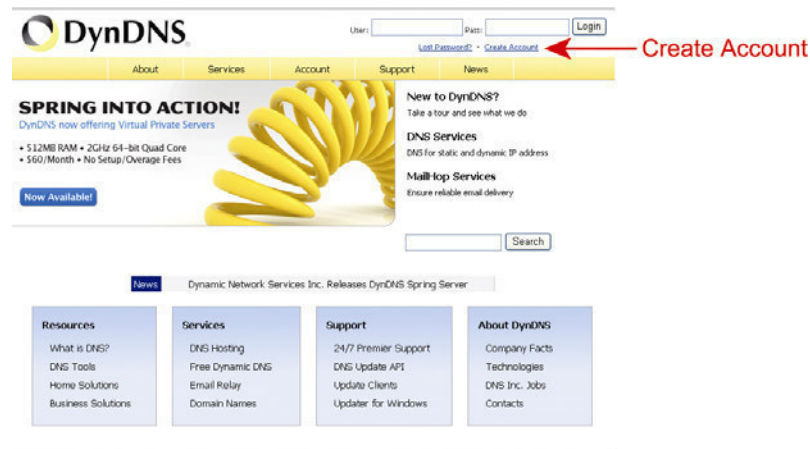 DynDNS
User: Pass: Login
Lost Password? • Create Account
Create Account
About Services Account Support News
SPRING INTO ACTION!
DynDNS now offering Virtual Private Servers
• 512MB RAM • 2GHz 64-bit Quad Core
• $60/Month • No Setup/Overage Fees
Now Available!
New to DynDNS?
Take a tour and see what we do
DNS Services
DNS for static and dynamic IP address
MailHop Services
Ensure reliable email delivery
Search
News Dynamic Network Services Inc. Releases DynDNS Spring Server
Resources
What is DNS?
DNS Tools
Home Solutions
Business Solutions
Services
DNS Hosting
Free Dynamic DNS
Email Relay
Domain Names
Support
24/7 Premier Support
DNS Update API
Update Clients
Updater for Windows
About DynDNS
Company Facts
Technologies
DNS Inc. Jobs
Contacts